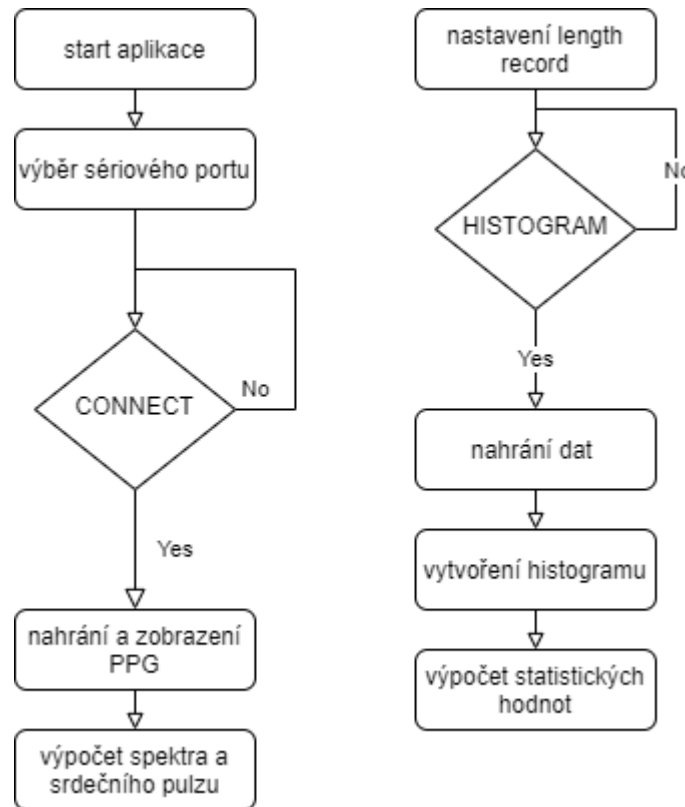 start aplikace
výběr sériového portu
CONNECT
No
Yes
nahrání a zobrazení
PPG
výpočet spektra a
srdečního pulzu
nastavení length
record
No
HISTOGRAM
Yes
nahrání dat
vytvoření histogramu
výpočet statistických
hodnot